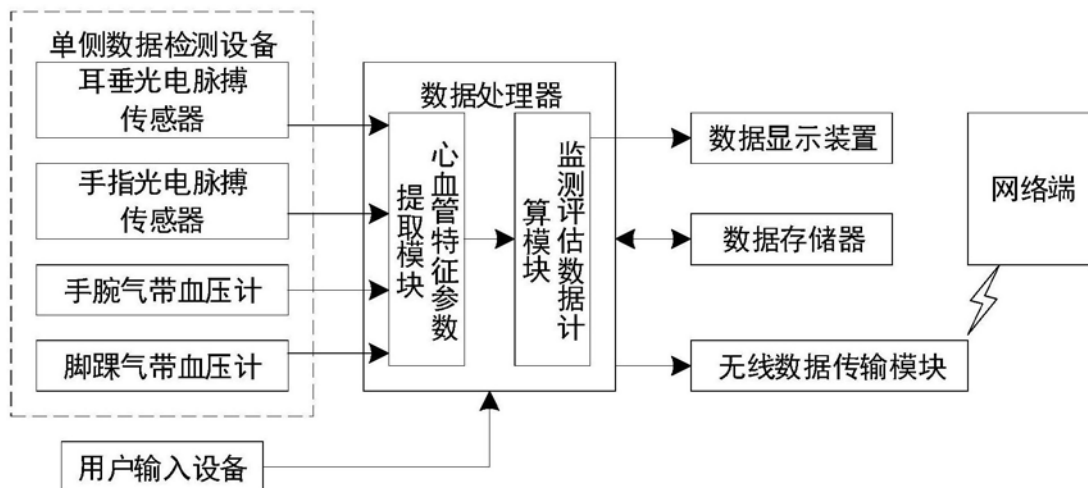 单侧数据检测设备
耳垂光电脉搏
传感器
手指光电脉搏
传感器
手腕气带血压计
脚踝气带血压计
用户输入设备
数据处理器
心血管特征参数
提取模块
监测评估数据计
算模块
数据显示装置
数据存储器
无线数据传输模块
网络端